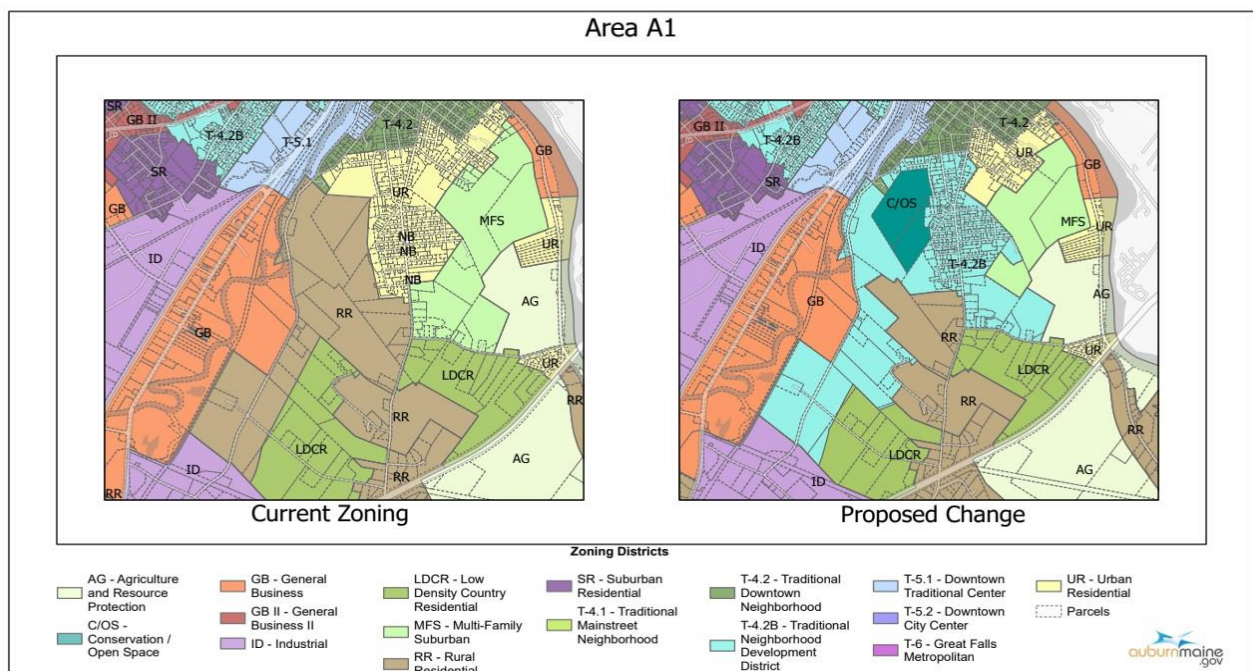 Area A1
SR
GB II
T-4.2B
T-5.1
T-4.2
GB
SR
UR
MFS
GB
NB
NB
UR
ID
NB
AG
RR
GB
UR
LDCR
RR
RR
LDCR
AG
ID
RR
RR
Current Zoning
GB II
T-4.2B
T-4.2
UR
GB
SR
C/OS
MFS
UR
ID
T-4.2B
AG
GB
RR
UR
LDCR
RR
RR
LDCR
AG
ID
Proposed Change
Zoning Districts
AG - Agriculture
and Resource
Protection
C/OS -
Conservation /
Open Space
GB - General
Business
GB II - General
Business II
ID - Industrial
LDCR - Low
Density Country
Residential
MFS - Multi-Family
Suburban
RR - Rural
Residential
SR - Suburban
Residential
T-4.1 - Traditional
Mainstreet
Neighborhood
T-4.2 - Traditional
Downtown
Neighborhood
T-4.2B - Traditional
Neighborhood
Development
District
T-5.1 - Downtown
Traditional Center
T-5.2 - Downtown
City Center
T-6 - Great Falls
Metropolitan
UR - Urban
Residential
Parcels
auburnmaine
.gov